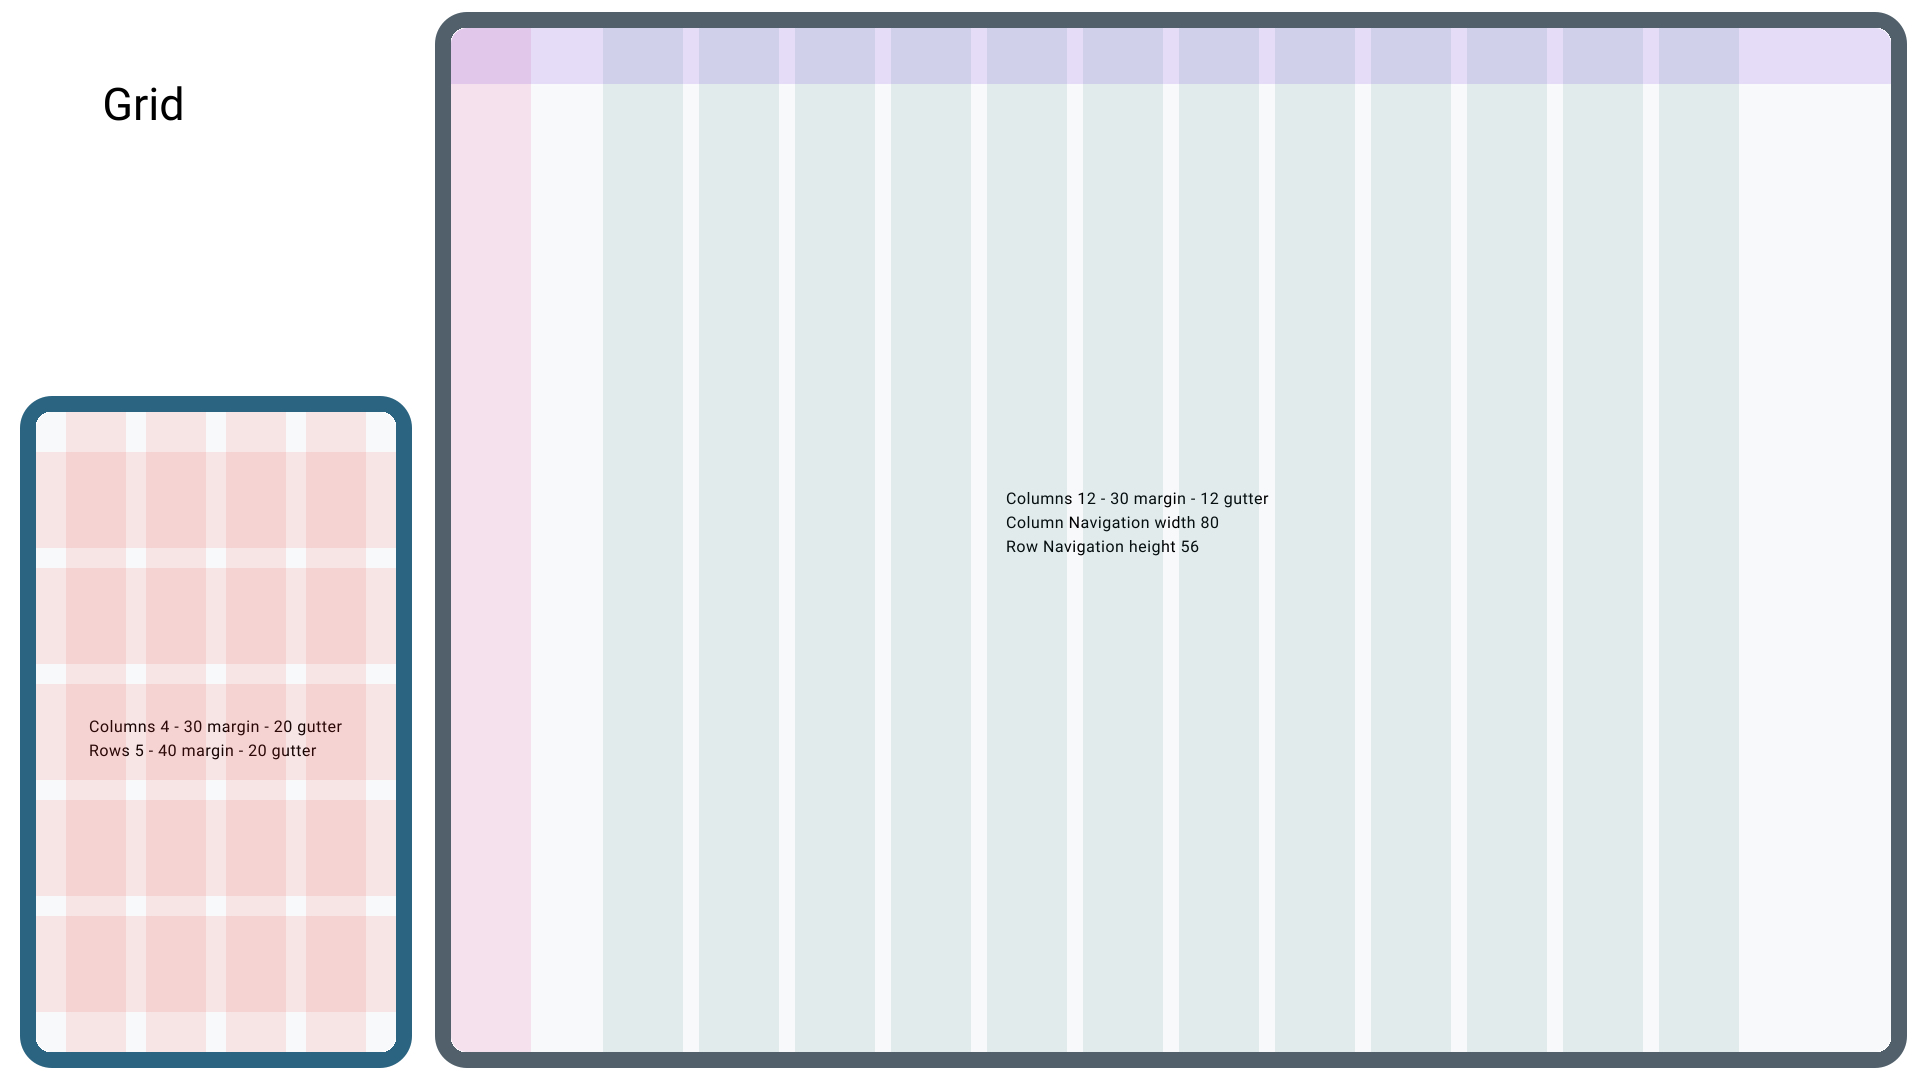 Grid
Columns 12 - 30 margin - 12 gutter
Column Navigation width 80
Row Navigation height 56
Columns 4 - 30 margin - 20 gutter
Rows 5 - 40 margin - 20 gutter